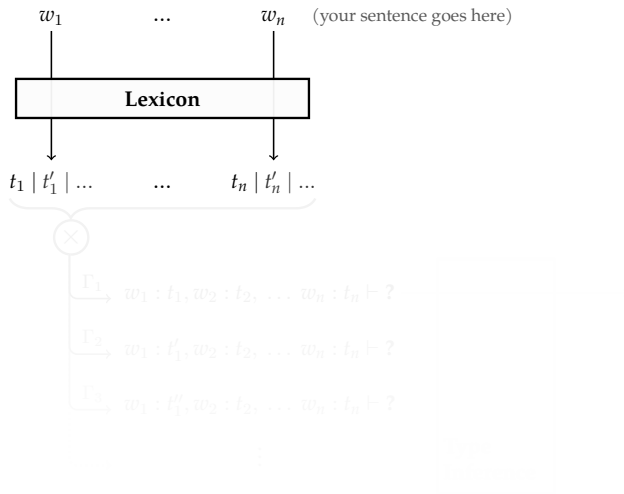 w₁ ... wₙ (your sentence goes here)
Lexicon
t₁ | t′₁ | ... ... tₙ | t′ₙ | ...
Γ₁ w₁ : t₁, w₂ : t₂, ... wₙ : tₙ ⊢ ?
Γ₂ w₁ : t′₁, w₂ : t₂, ... wₙ : tₙ ⊢ ?
w₁ : t″₁, w₂ : t₂, ... wₙ : tₙ ⊢ ?